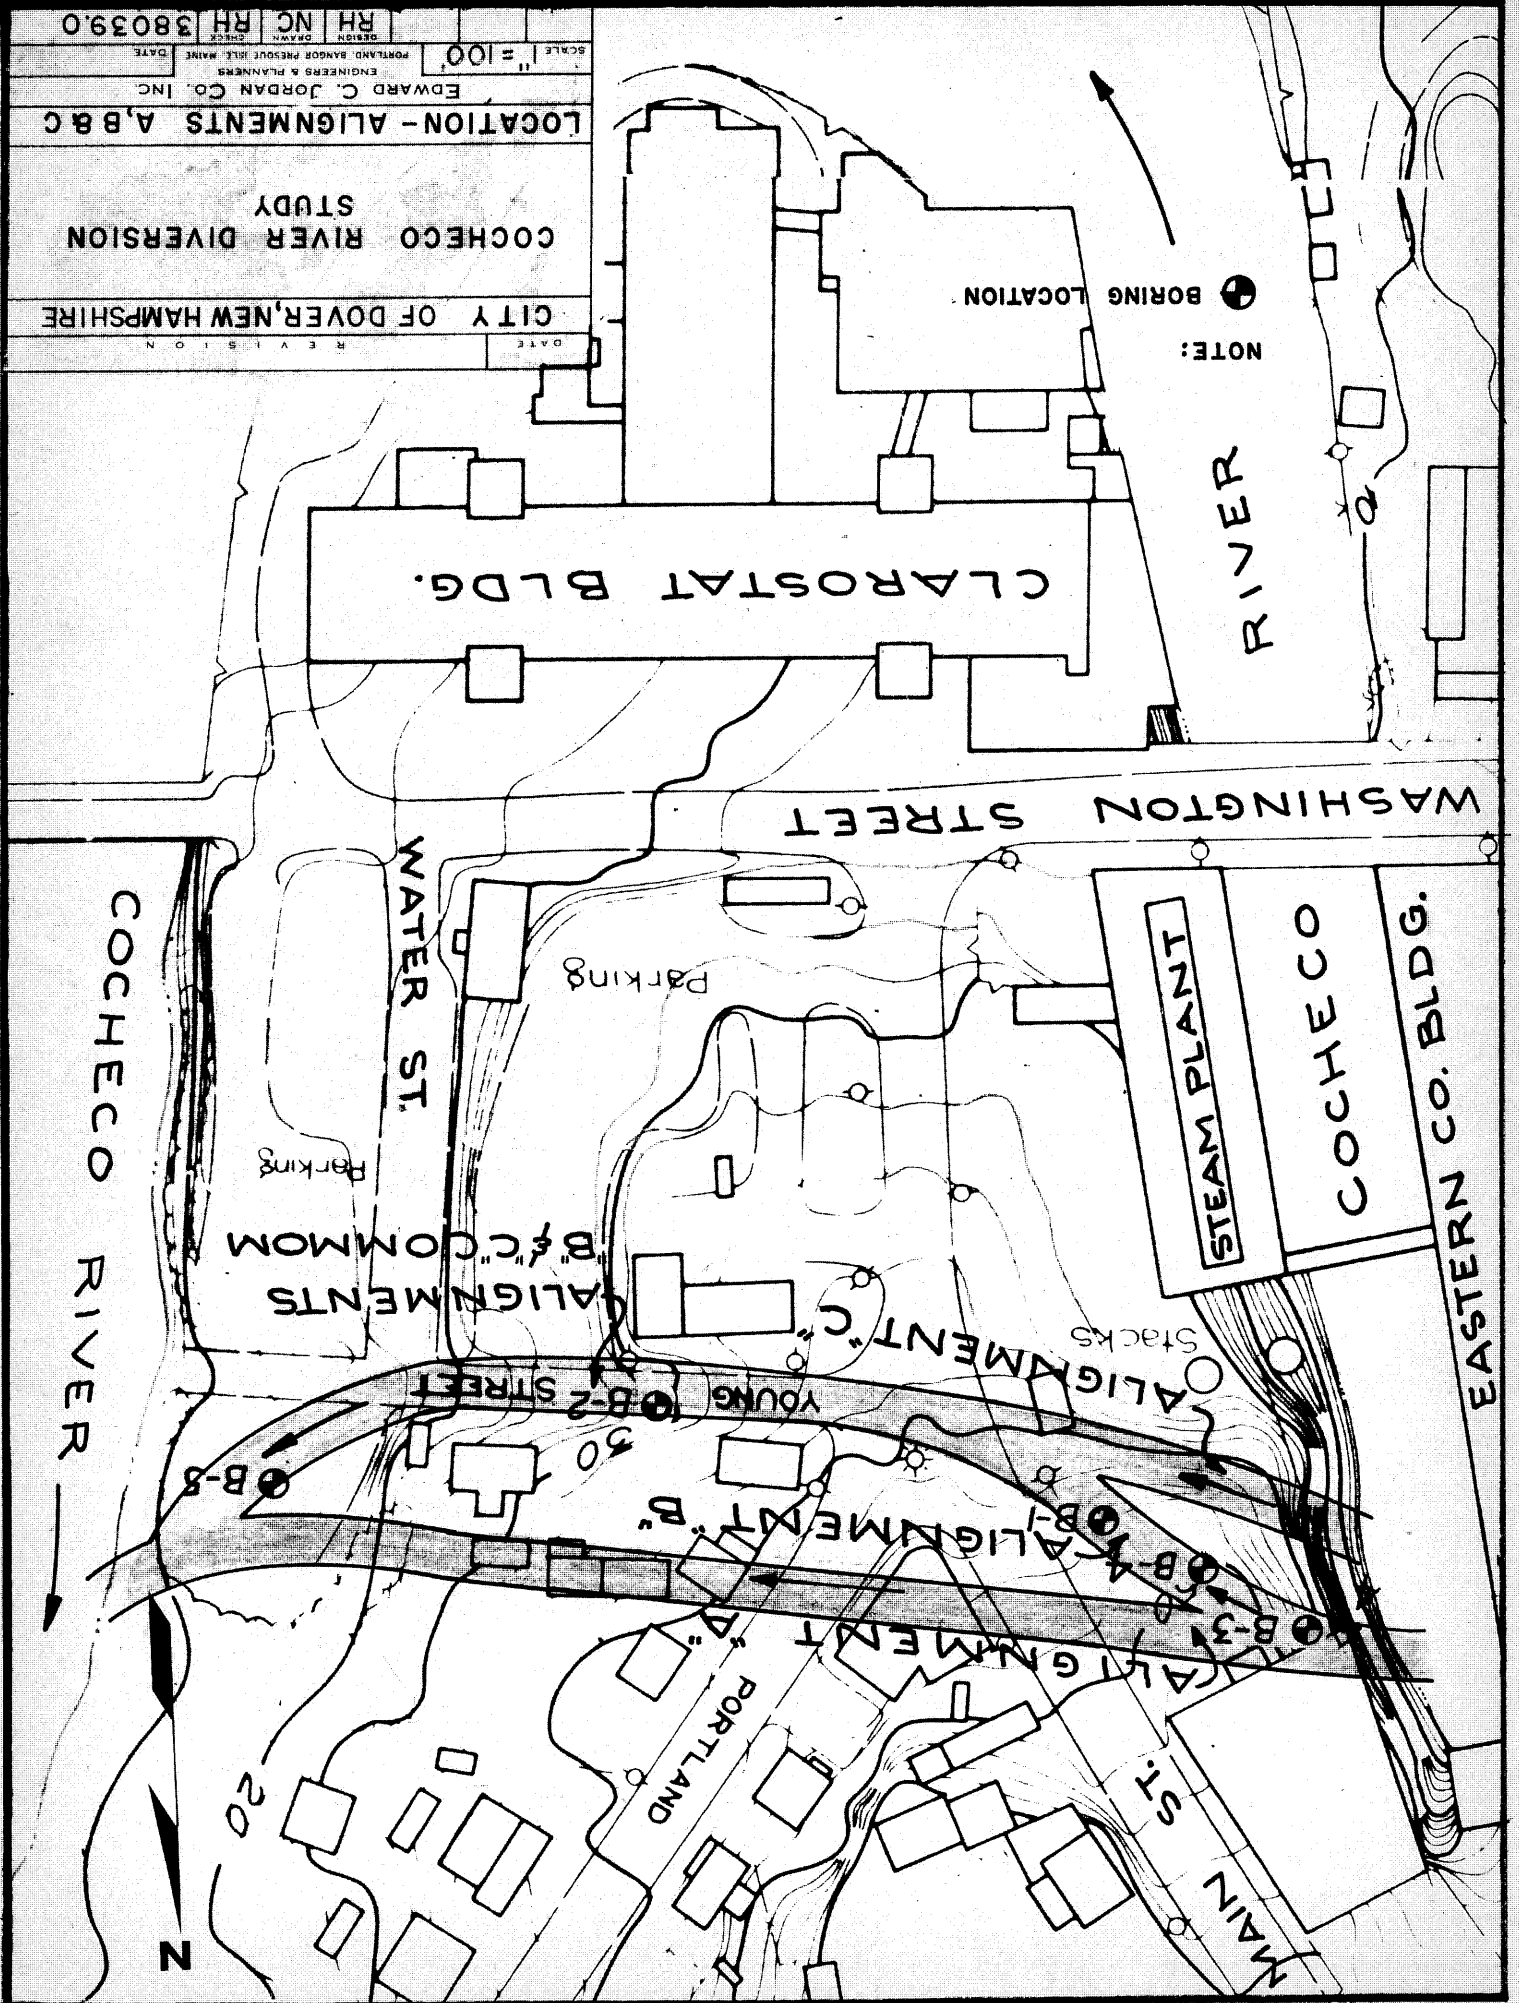 N
MAIN
ST.
PORTLAND
20
ALIGNMENT "A"
B-3
B-4
B-1
ALIGNMENT "B"
B-5
30
B-2
YOUNG STREET
ALIGNMENT "C"
Stacks
ALIGNMENTS
"B" & "C" COMMOM
Parking
Parking
EASTERN CO. BLDG.
COCHECO
STEAM PLANT
WATER ST.
COCHECO RIVER
WASHINGTON STREET
CLAROSTAT BLDG.
RIVER
NOTE:
BORING LOCATION
DATE
REVISION
CITY OF DOVER, NEW HAMPSHIRE
COCHECO RIVER DIVERSION
STUDY
LOCATION - ALIGNMENTS A, B & C
EDWARD C. JORDAN CO. INC.
ENGINEERS & PLANNERS
PORTLAND BANGOR PRESQUE ISLE MAINE
SCALE 1" = 100'
DATE
DESIGN RH
DRAWN NC
CHECK RH
38039.0